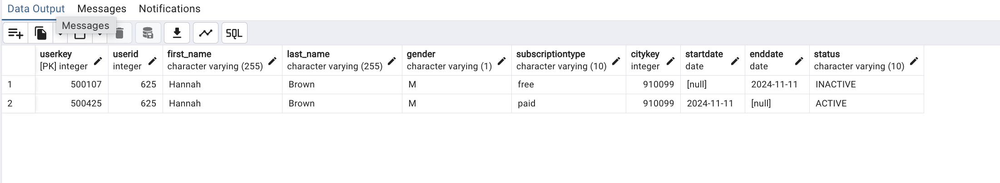 Data Output Messages Notifications
Messages
SQL
userkey userid first_name last_name gender subscriptiontype citykey startdate enddate status
[PK] integer integer character varying (255) character varying (255) character varying (1) character varying (10) integer date date character varying (10)
1 500107 625 Hannah Brown M free 910099 [null] 2024-11-11 INACTIVE
2 500425 625 Hannah Brown M paid 910099 2024-11-11 [null] ACTIVE